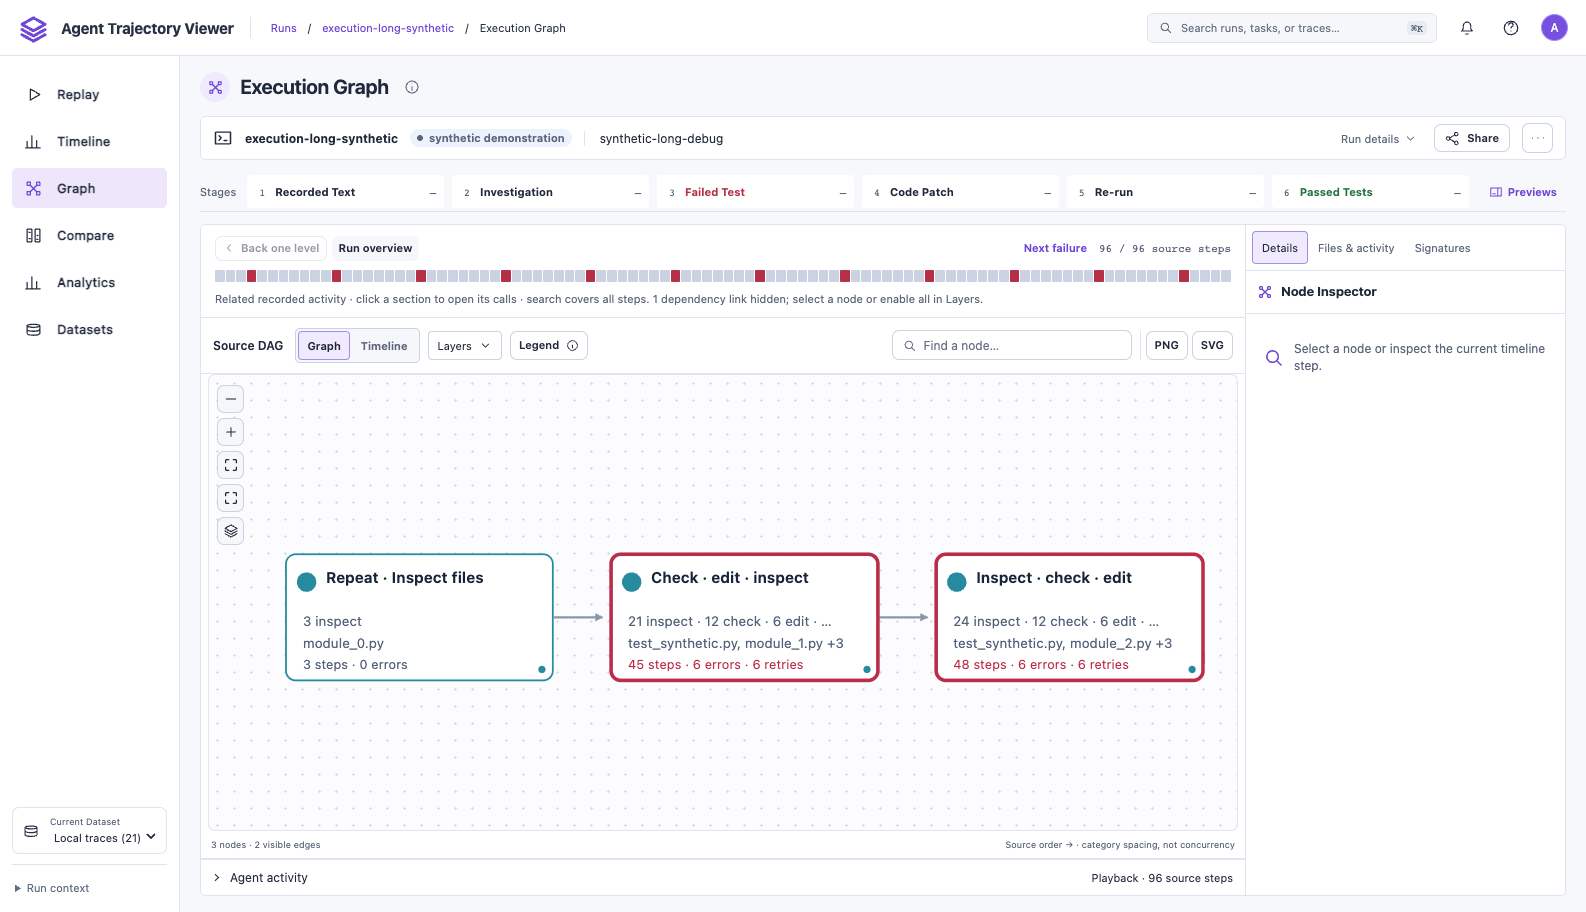 Agent Trajectory Viewer
Runs / execution-long-synthetic / Execution Graph
Search runs, tasks, or traces...
⌘K
A
Replay
Timeline
Graph
Compare
Analytics
Datasets
Current Dataset
Local traces (21)
Run context
Execution Graph
execution-long-synthetic
synthetic demonstration
synthetic-long-debug
Run details
Share
...
Stages
1 Recorded Text –
2 Investigation –
3 Failed Test –
4 Code Patch –
5 Re-run –
6 Passed Tests –
Previews
Back one level
Run overview
Next failure
96 / 96 source steps
Related recorded activity · click a section to open its calls · search covers all steps. 1 dependency link hidden; select a node or enable all in Layers.
Source DAG
Graph
Timeline
Layers
Legend
Find a node...
PNG
SVG
Repeat · Inspect files
3 inspect
module_0.py
3 steps · 0 errors
Check · edit · inspect
21 inspect · 12 check · 6 edit · ...
test_synthetic.py, module_1.py +3
45 steps · 6 errors · 6 retries
Inspect · check · edit
24 inspect · 12 check · 6 edit · ...
test_synthetic.py, module_2.py +3
48 steps · 6 errors · 6 retries
3 nodes · 2 visible edges
Source order → · category spacing, not concurrency
Agent activity
Playback · 96 source steps
Details
Files & activity
Signatures
Node Inspector
Select a node or inspect the current timeline
step.